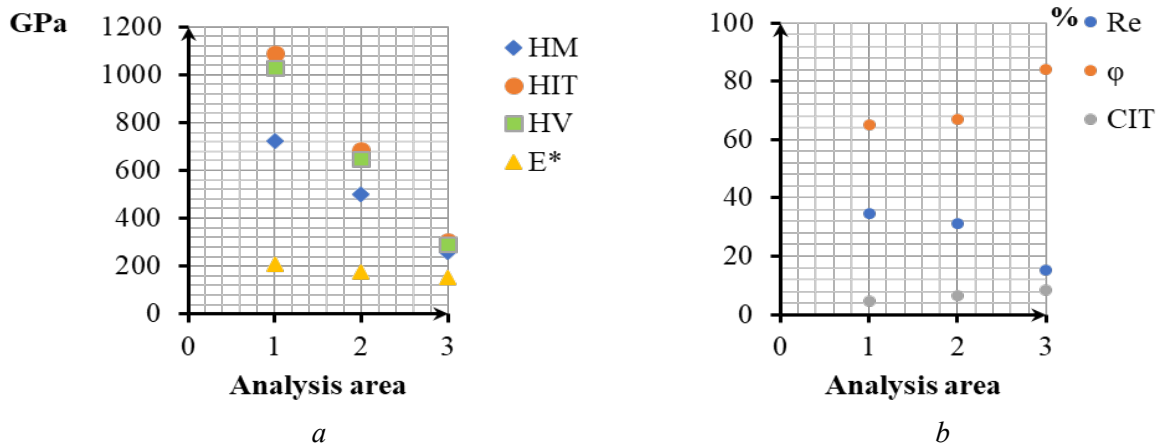 GPa
1200
1000
800
600
400
200
0
0 1 2 3
Analysis area
HM
HIT
HV
E*
a
%
100
80
60
40
20
0
0 1 2 3
Analysis area
Re
φ
CIT
b